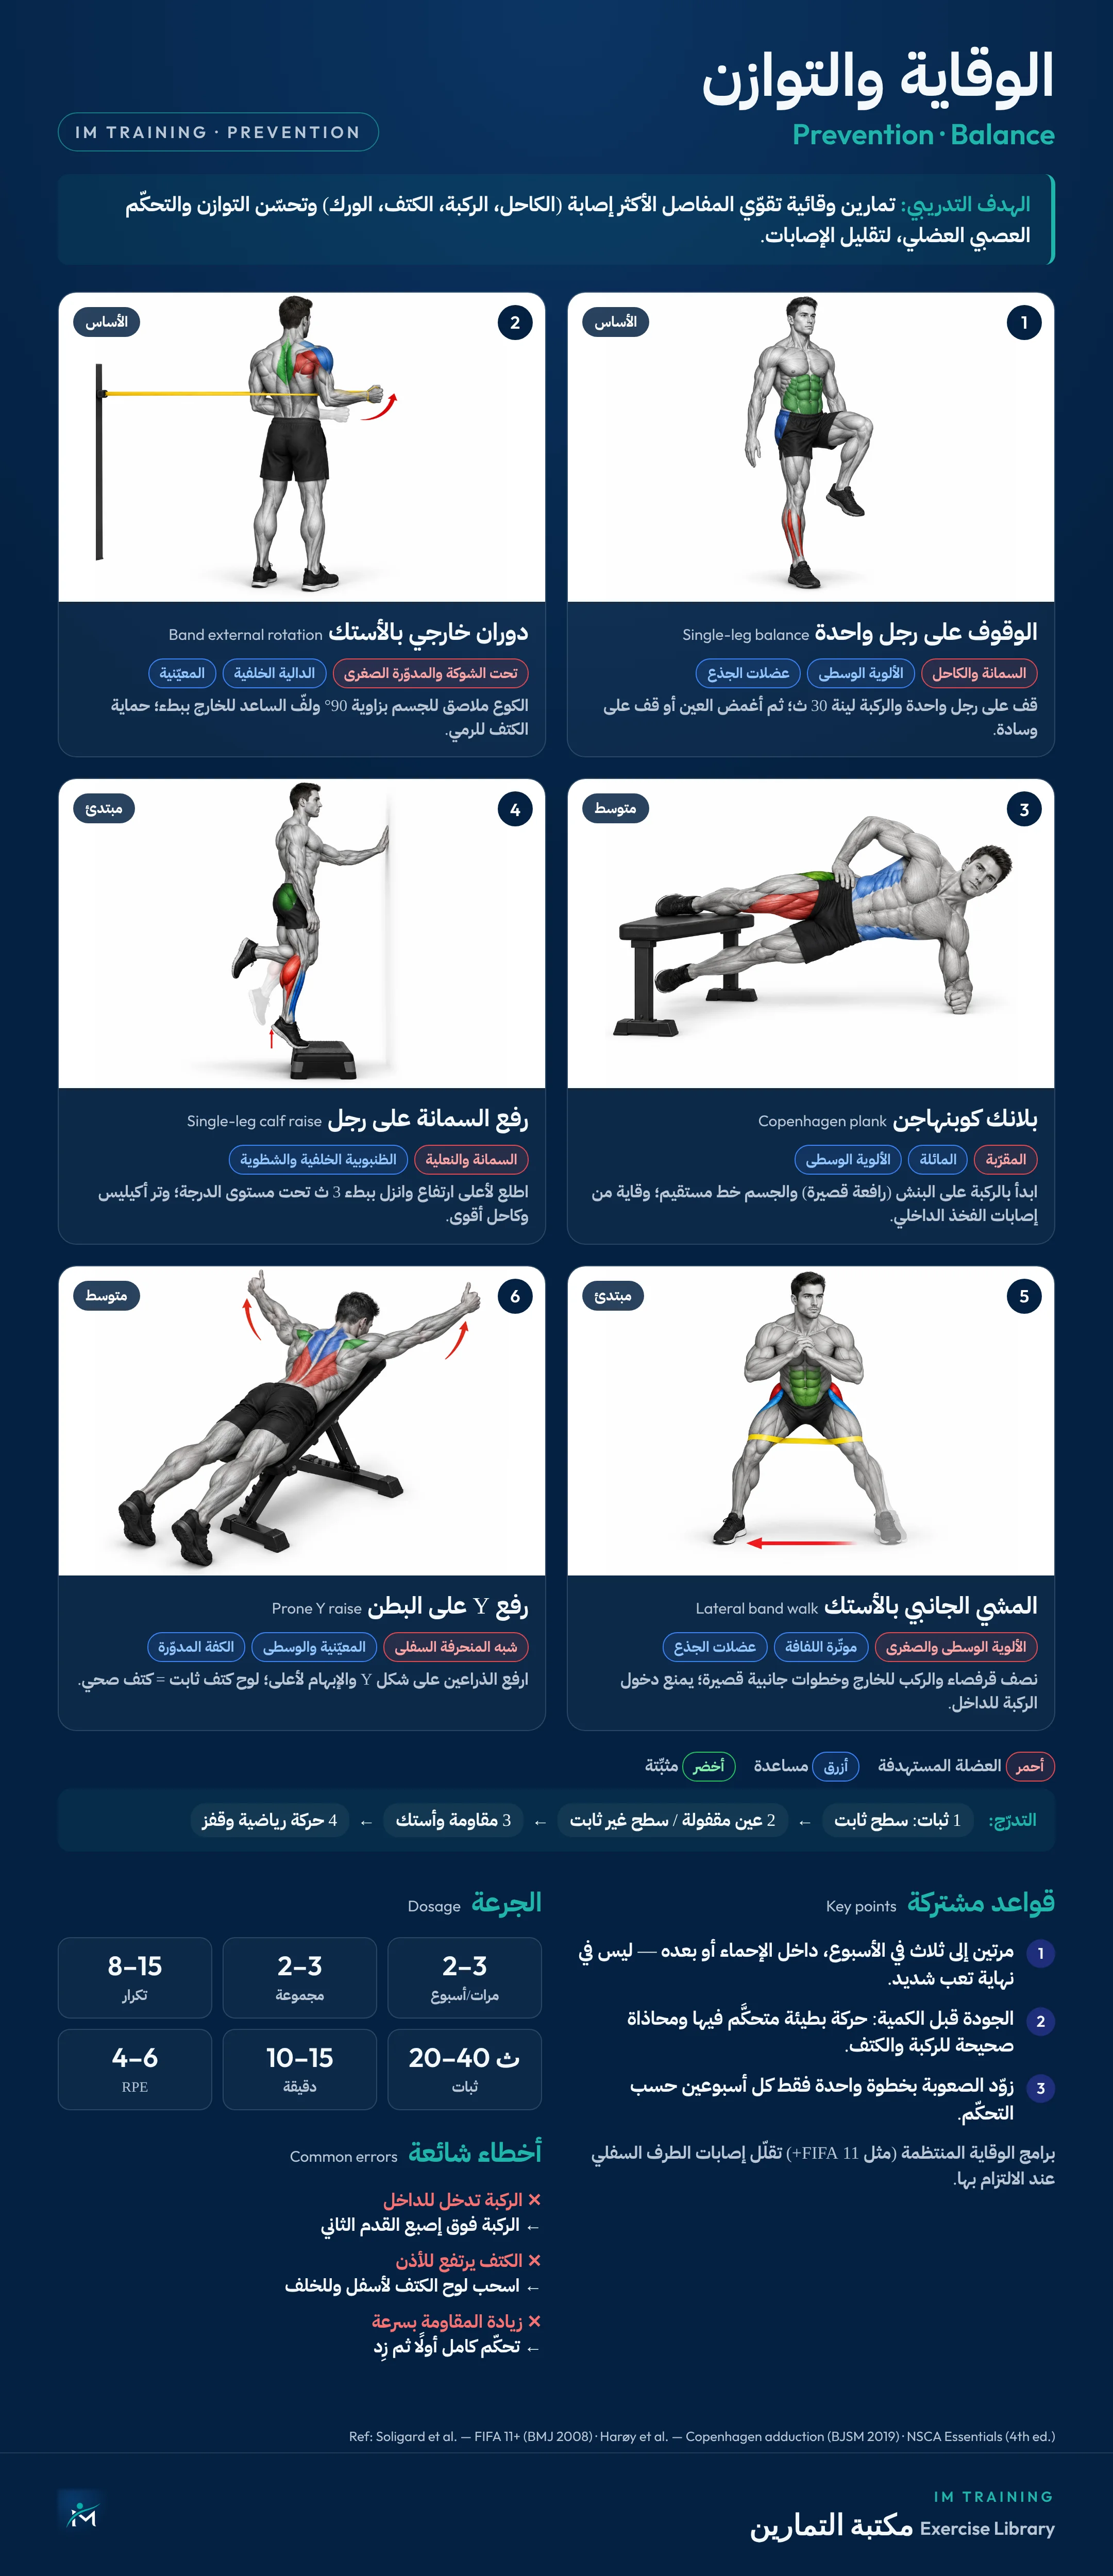 الوقاية والتوازن
Prevention · Balance
IM TRAINING · PREVENTION
الهدف التدريبي: تمارين وقائية تقوّي المفاصل الأكثر إصابة (الكاحل، الركبة، الكتف، الورك) وتحسّن التوازن والتحكّم
العصبي العضلي، لتقليل الإصابات.
1
الأساس
الوقوف على رجل واحدة Single-leg balance
السمانة والكاحل
الألوية الوسطى
عضلات الجذع
قف على رجل واحدة والركبة لينة 30 ث؛ ثم أغمض العين أو قف على
وسادة.
2
الأساس
دوران خارجي بالأستك Band external rotation
تحت الشوكة والمدوّرة الصغرى
الدالية الخلفية
المعيّنية
الكوع ملاصق للجسم بزاوية 90° ولفّ الساعد للخارج ببطء؛ حماية
الكتف للرمي.
3
متوسط
بلانك كوبنهاجن Copenhagen plank
المقرّبة
المائلة
الألوية الوسطى
ابدأ بالركبة على البنش (رافعة قصيرة) والجسم خط مستقيم؛ وقاية من
إصابات الفخذ الداخلي.
4
مبتدئ
رفع السمانة على رجل Single-leg calf raise
السمانة والنعلية
الظنبوبية الخلفية والشظوية
اطلع لأعلى ارتفاع وانزل ببطء 3 ث تحت مستوى الدرجة؛ وتر أكيليس
وكاحل أقوى.
5
مبتدئ
المشي الجانبي بالأستك Lateral band walk
الألوية الوسطى والصغرى
موتّرة اللفافة
عضلات الجذع
نصف قرفصاء والركب للخارج وخطوات جانبية قصيرة؛ يمنع دخول
الركبة للداخل.
6
متوسط
رفع Y على البطن Prone Y raise
شبه المنحرفة السفلى
المعيّنية والوسطى
الكفة المدوّرة
ارفع الذراعين على شكل Y والإبهام لأعلى؛ لوح كتف ثابت = كتف صحي.
أحمر العضلة المستهدفة أزرق مساعدة أخضر مثبِّتة
التدرّج: 1 ثبات: سطح ثابت ← 2 عين مقفولة / سطح غير ثابت ← 3 مقاومة وأستك ← 4 حركة رياضية وقفز
قواعد مشتركة Key points
1 مرتين إلى ثلاث في الأسبوع، داخل الإحماء أو بعده — ليس في
نهاية تعب شديد.
2 الجودة قبل الكمية: حركة بطيئة متحكَّم فيها ومحاذاة
صحيحة للركبة والكتف.
3 زوّد الصعوبة بخطوة واحدة فقط كل أسبوعين حسب
التحكّم.
برامج الوقاية المنتظمة (مثل FIFA 11+) تقلّل إصابات الطرف السفلي
عند الالتزام بها.
الجرعة Dosage
2–3
مرات/أسبوع
2–3
مجموعة
8–15
تكرار
20–40 ث
ثبات
10–15
دقيقة
4–6
RPE
أخطاء شائعة Common errors
✕ الركبة تدخل للداخل
← الركبة فوق إصبع القدم الثاني
✕ الكتف يرتفع للأذن
← اسحب لوح الكتف لأسفل وللخلف
✕ زيادة المقاومة بسرعة
← تحكّم كامل أولًا ثم زِد
Ref: Soligard et al. — FIFA 11+ (BMJ 2008) · Harøy et al. — Copenhagen adduction (BJSM 2019) · NSCA Essentials (4th ed.)
IM TRAINING
مكتبة التمارين Exercise Library
M